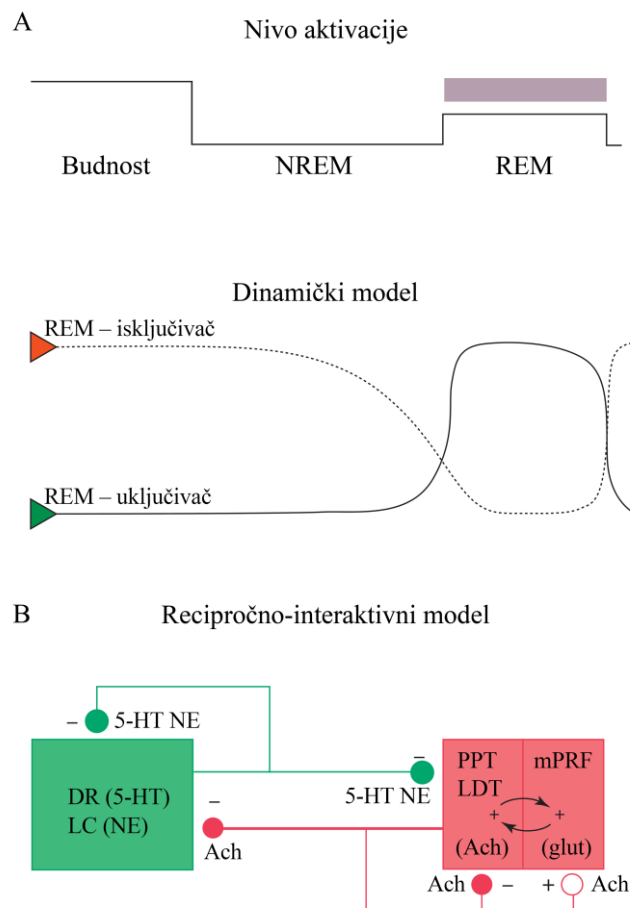 A
Nivo aktivacije
Budnost NREM REM
Dinamički model
REM – isključivač
REM – uključivač
B
Recipročno-interaktivni model
– 5-HT NE
DR (5-HT)
LC (NE)
–
5-HT NE
–
Ach
PPT mPRF
LDT
+ +
(Ach) (glut)
Ach – + Ach